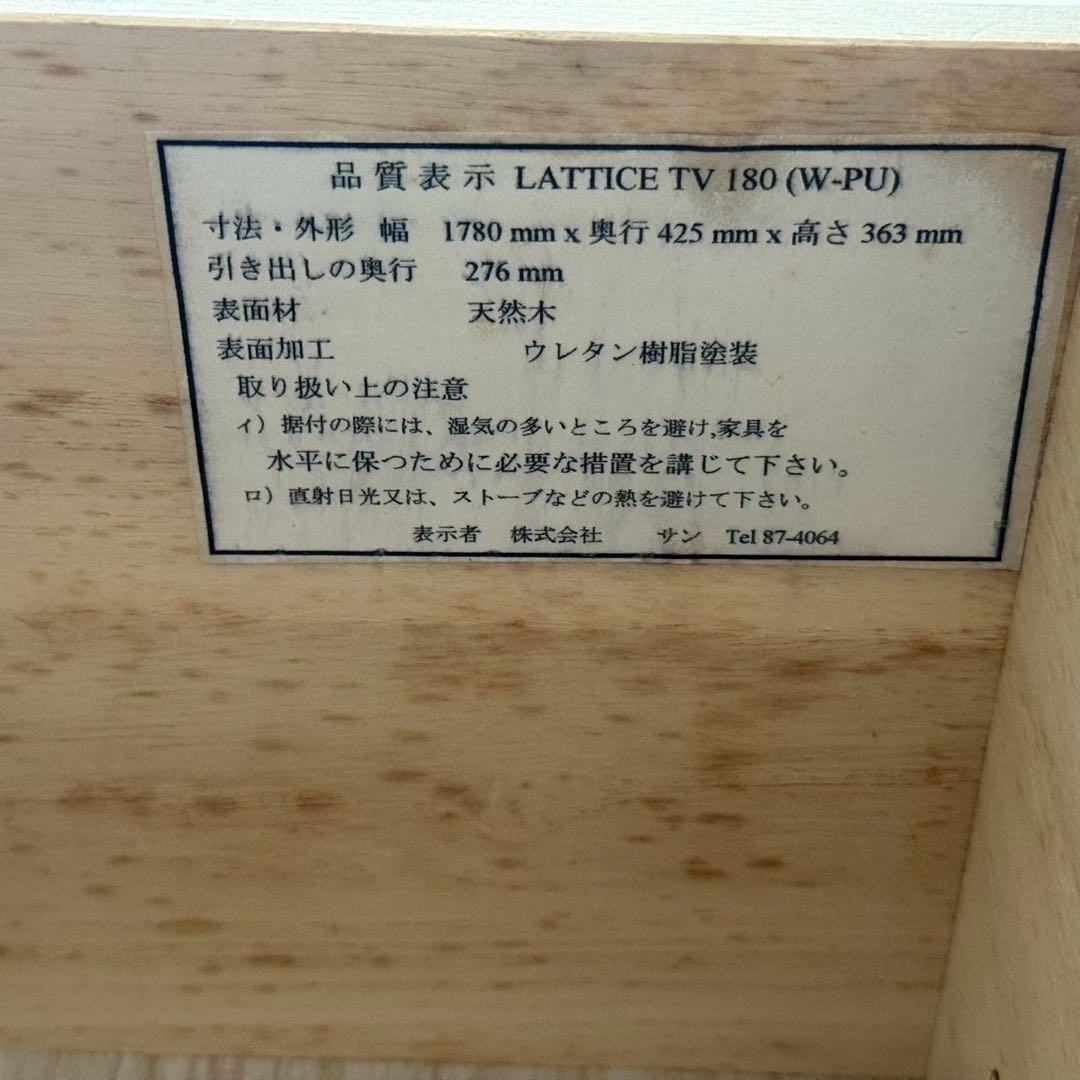 品質表示 LATTICE TV 180 (W-PU)
寸法・外形 幅 1780 mm x 奥行 425 mm x 高さ 363 mm
引き出しの奥行 276 mm
表面材 天然木
表面加工 ウレタン樹脂塗装
取り扱い上の注意
ィ）据付の際には、湿気の多いところを避け,家具を
水平に保つために必要な措置を講じて下さい。
ロ）直射日光又は、ストーブなどの熱を避けて下さい。
表示者 株式会社 サン Tel 87-4064